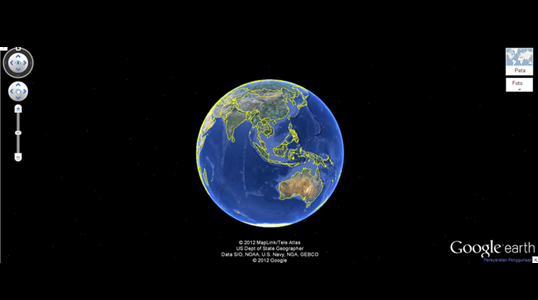 Peta
Foto
© 2012 MapLink/Tele Atlas
US Dept of State Geographer
Data SIO, NOAA, U.S. Navy, NGA, GEBCO
© 2012 Google
Google earth
Persyaratan Penggunaan